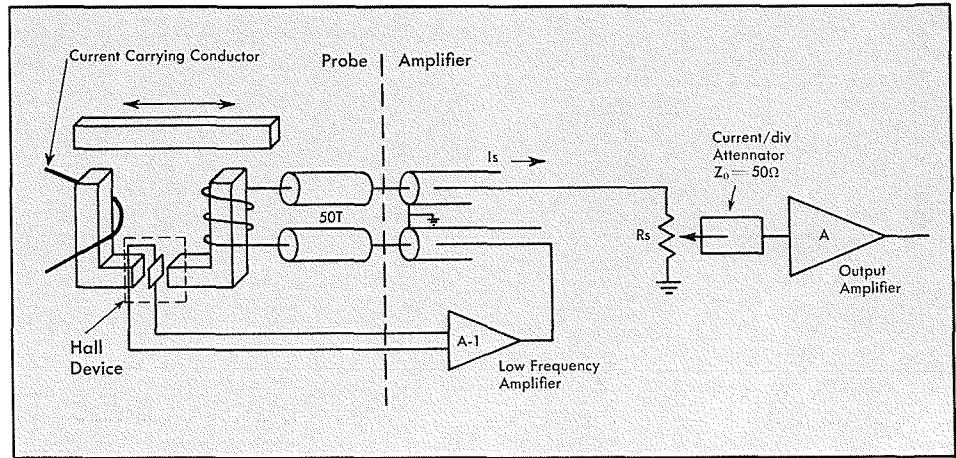 Current Carrying Conductor
Probe
Amplifier
Is
50T
Hall
Device
A-1
Low Frequency
Amplifier
Rs
Current/div
Attennator
Z₀ — 50Ω
A
Output
Amplifier